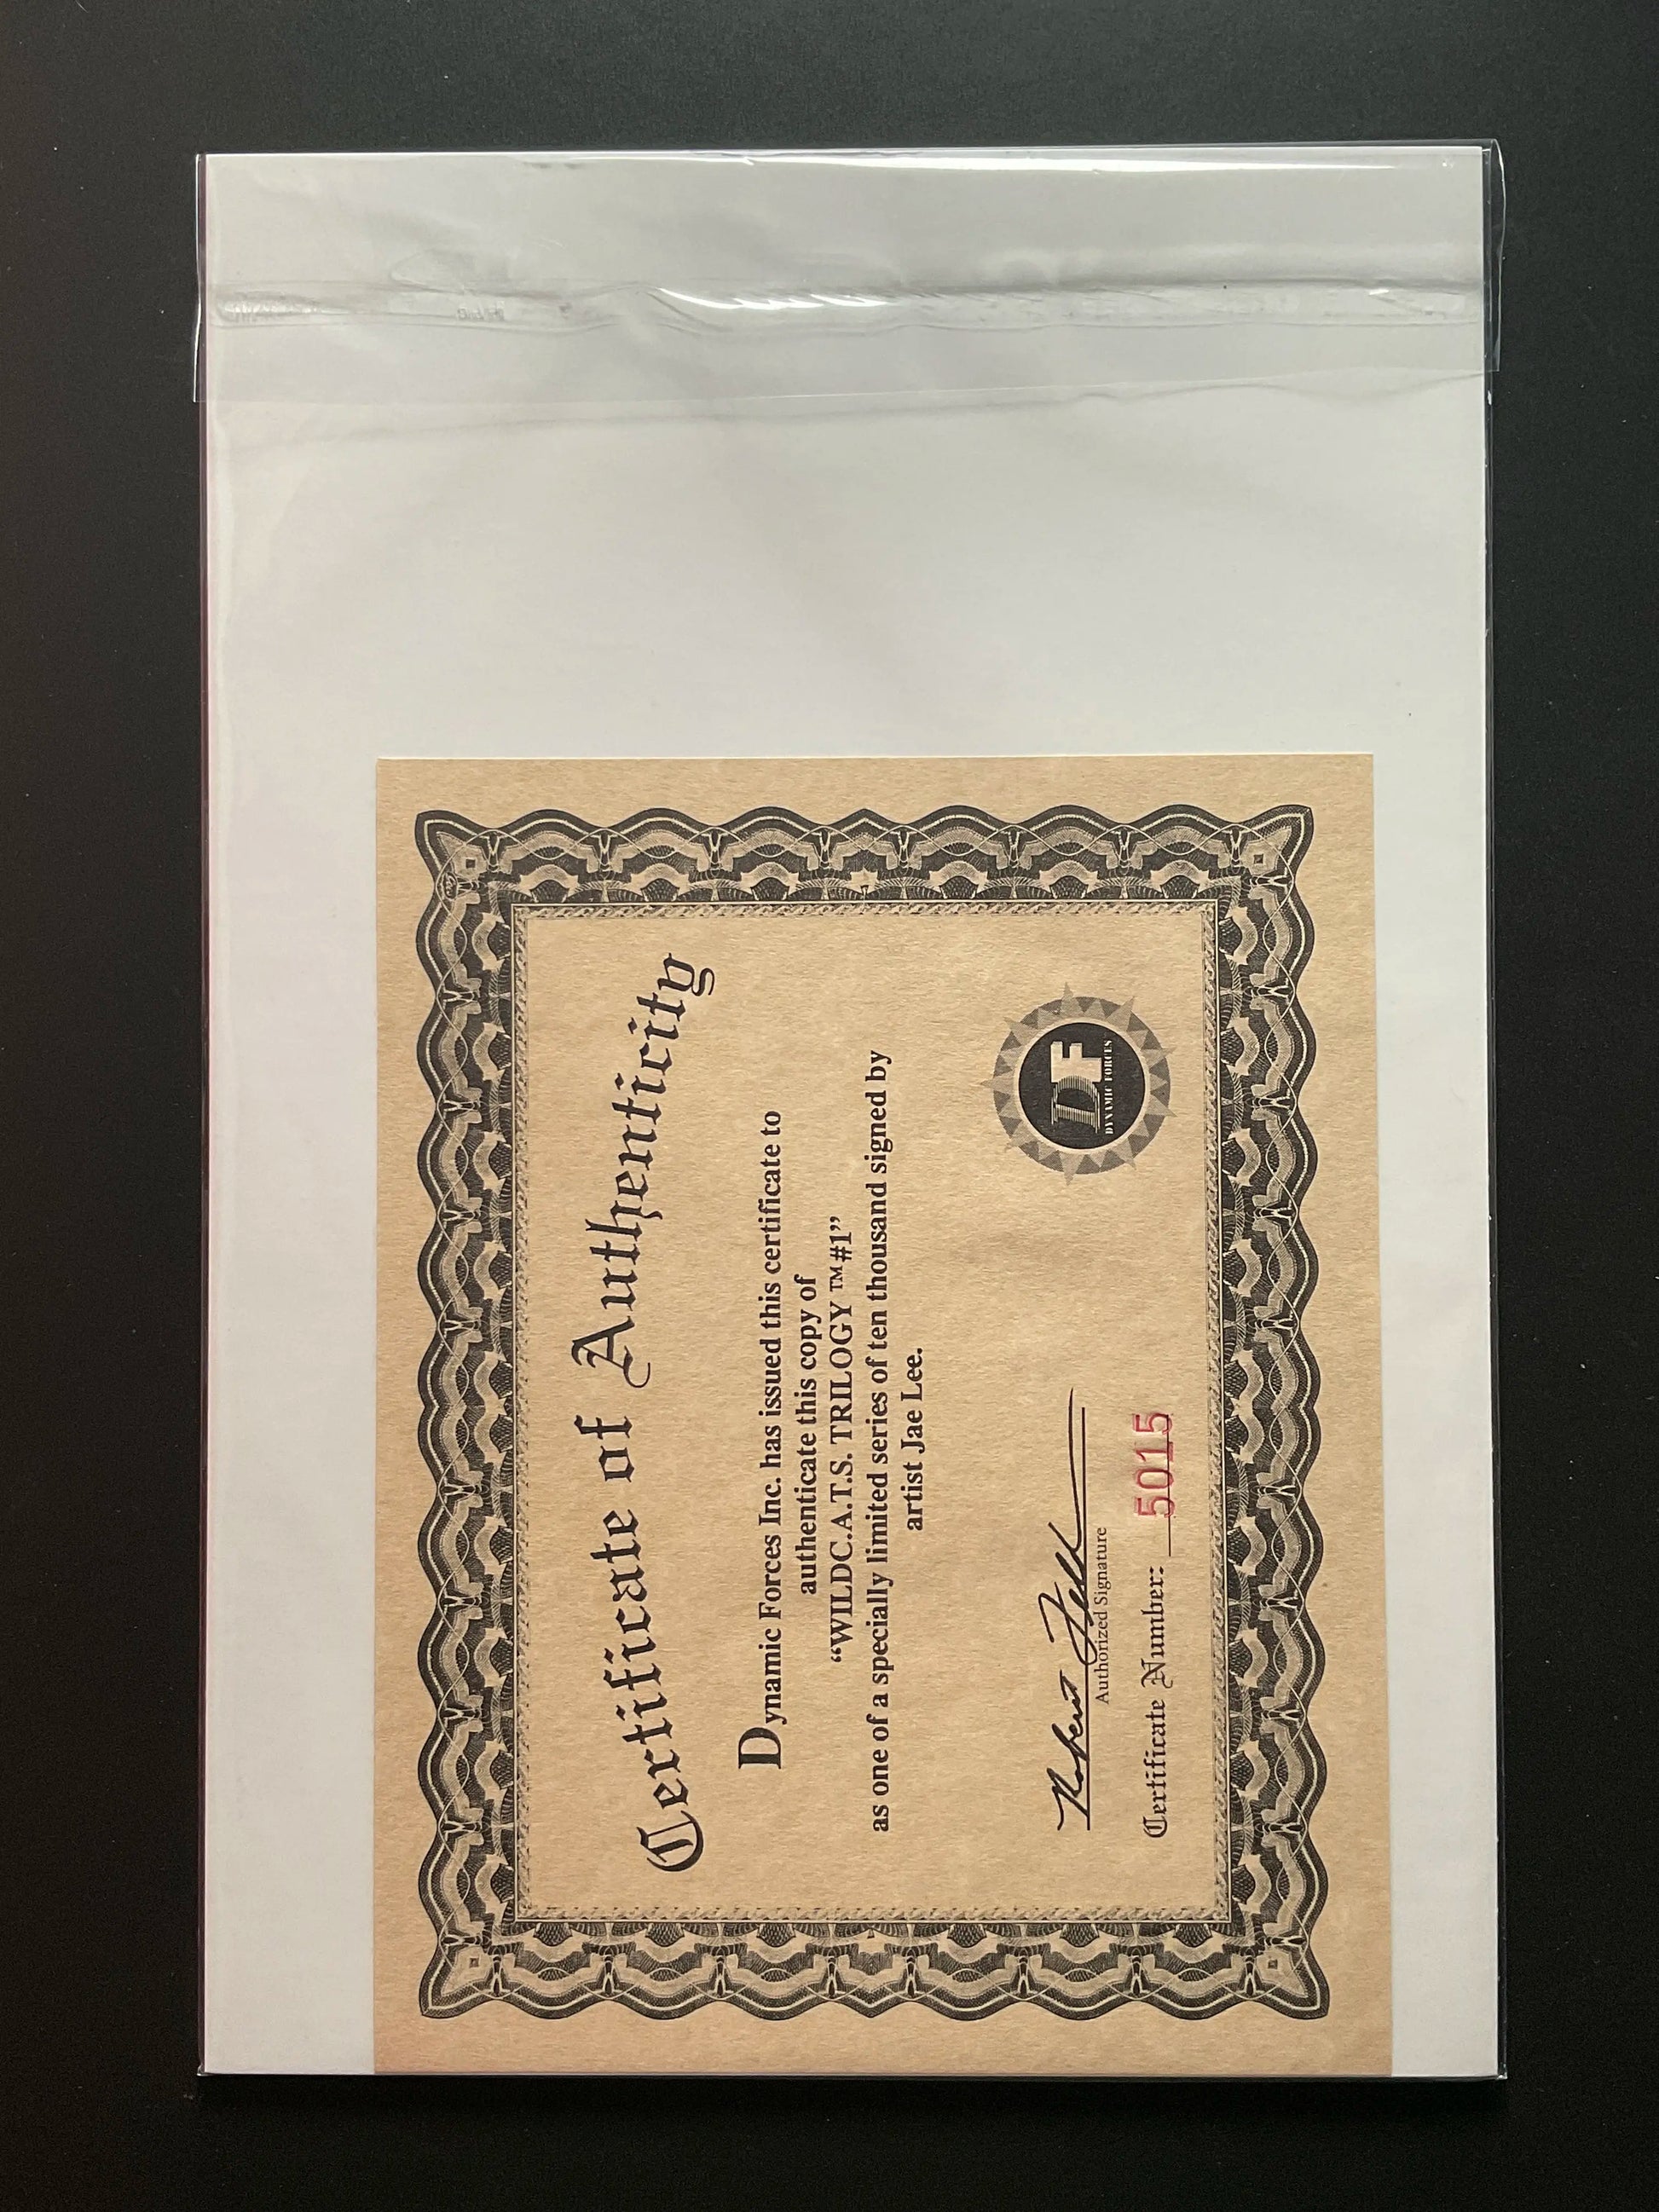 Certificate of Authenticity
Dynamic Forces Inc. has issued this certificate to
authenticate this copy of
“WILDC.A.T.S. TRILOGY™#1”
as one of a specially limited series of ten thousand signed by
artist Jae Lee.
Robert
Authorized Signature
Certificate Number: 5015
DF
DYNAMIC FORCES